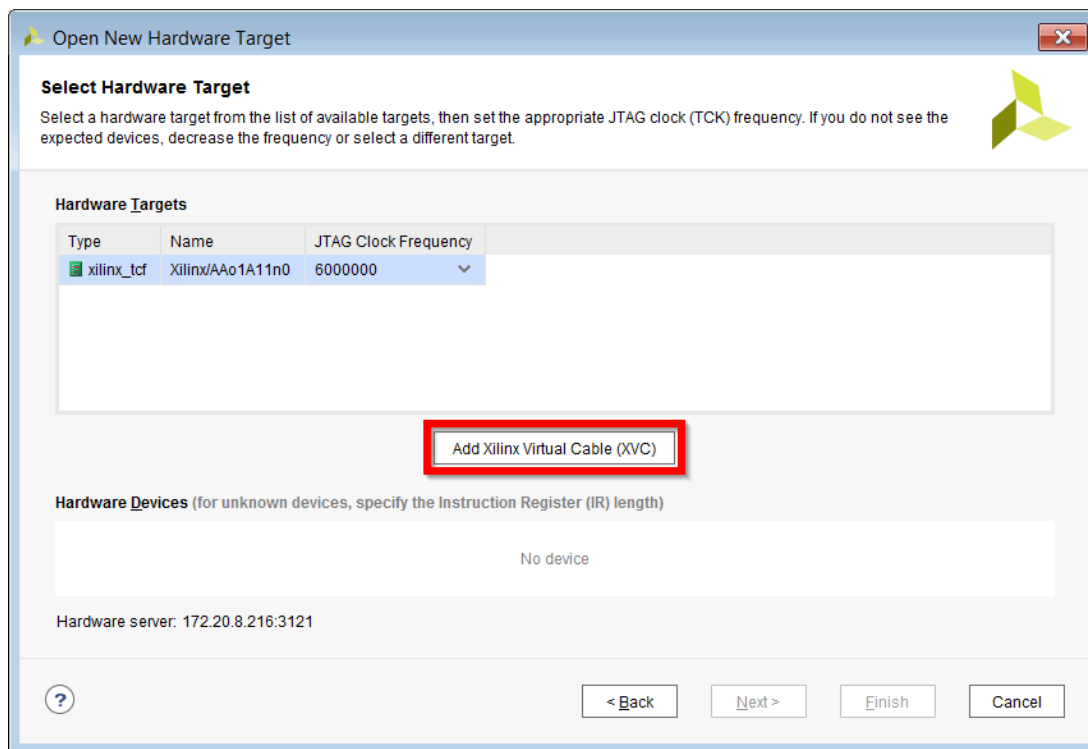 Open New Hardware Target
Select Hardware Target
Select a hardware target from the list of available targets, then set the appropriate JTAG clock (TCK) frequency. If you do not see the
expected devices, decrease the frequency or select a different target.
Hardware Targets
Type Name JTAG Clock Frequency
xilinx_tcf Xilinx/AAo1A11n0 6000000
Add Xilinx Virtual Cable (XVC)
Hardware Devices (for unknown devices, specify the Instruction Register (IR) length)
No device
Hardware server: 172.20.8.216:3121
? < Back Next > Finish Cancel